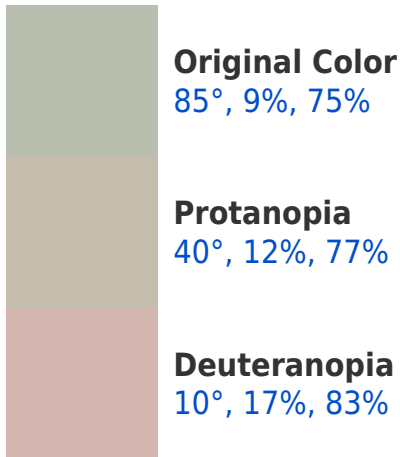 Original Color
85°, 9%, 75%
Protanopia
40°, 12%, 77%
Deuteranopia
10°, 17%, 83%